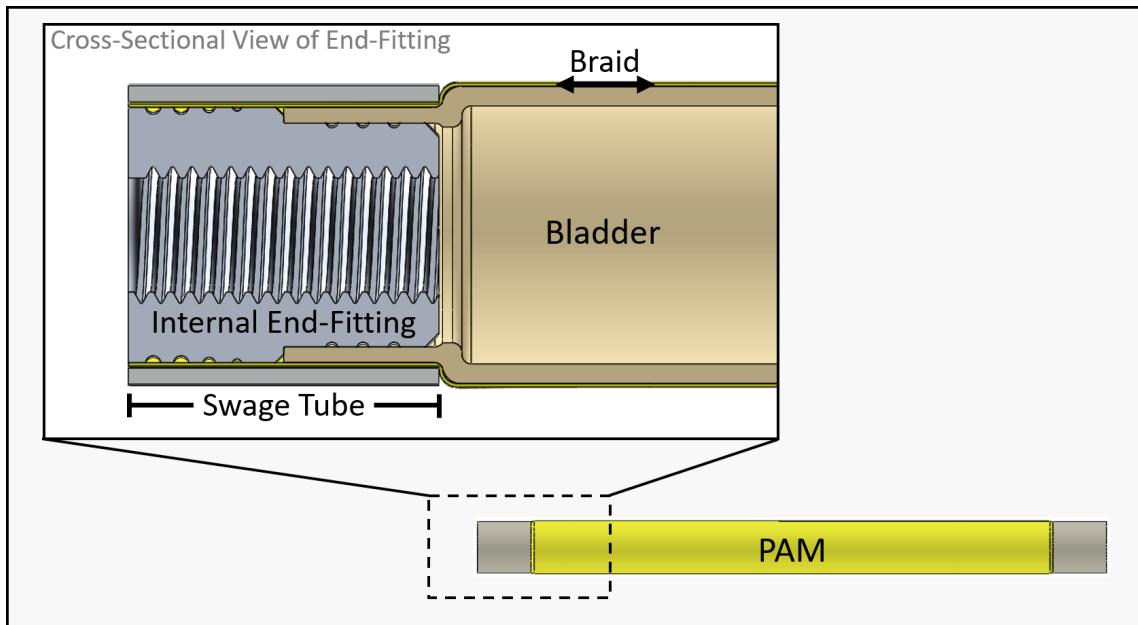 Cross-Sectional View of End-Fitting
Braid
Bladder
Internal End-Fitting
Swage Tube
PAM